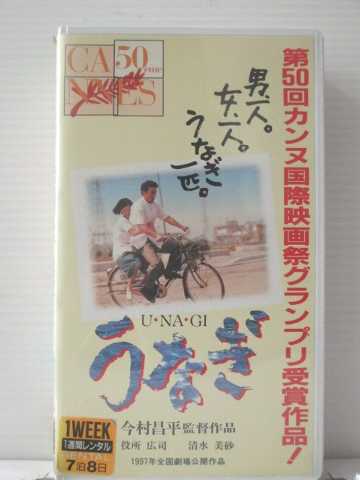 CA 50 ème
NNES
第50回カンヌ国際映画祭グランプリ受賞作品!
男一人。
女一人。
うなぎ一匹。
U・NA・GI
うなぎ
今村昌平監督作品
役所 広司 清水 美砂
1997年全国劇場公開作品
1WEEK
1週間レンタル
7泊8日